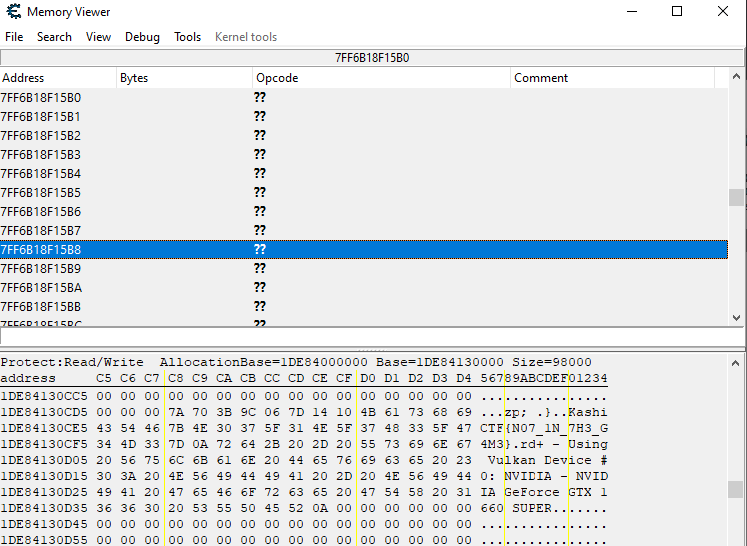 Memory Viewer
File Search View Debug Tools Kernel tools
7FF6B18F15B0
Address Bytes Opcode Comment
7FF6B18F15B0 ??
7FF6B18F15B1 ??
7FF6B18F15B2 ??
7FF6B18F15B3 ??
7FF6B18F15B4 ??
7FF6B18F15B5 ??
7FF6B18F15B6 ??
7FF6B18F15B7 ??
7FF6B18F15B8 ??
7FF6B18F15B9 ??
7FF6B18F15BA ??
7FF6B18F15BB ??
7FF6B18F15BC ??
Protect:Read/Write AllocationBase=1DE84000000 Base=1DE84130000 Size=98000
address C5 C6 C7 C8 C9 CA CB CC CD CE CF D0 D1 D2 D3 D4 56789ABCDEF01234
1DE84130CC5 00 00 00 00 00 00 00 00 00 00 00 00 00 00 00 00 ................
1DE84130CD5 00 00 00 7A 70 3B 9C 06 7D 14 10 4B 61 73 68 69 ...zp; .}..Kashi
1DE84130CE5 43 54 46 7B 4E 30 37 5F 31 4E 5F 37 48 33 5F 47 CTF{N07_1N_7H3_G
1DE84130CF5 34 4D 33 7D 0A 72 64 2B 20 2D 20 55 73 69 6E 67 4M3}.rd+ - Using
1DE84130D05 20 56 75 6C 6B 61 6E 20 44 65 76 69 63 65 20 23 Vulkan Device #
1DE84130D15 30 3A 20 4E 56 49 44 49 41 20 2D 20 4E 56 49 44 0: NVIDIA - NVID
1DE84130D25 49 41 20 47 65 46 6F 72 63 65 20 47 54 58 20 31 IA GeForce GTX 1
1DE84130D35 36 36 30 20 53 55 50 45 52 0A 00 00 00 00 00 00 660 SUPER.......
1DE84130D45 00 00 00 00 00 00 00 00 00 00 00 00 00 00 00 00 ................
1DE84130D55 00 00 00 00 00 00 00 00 00 00 00 00 00 00 00 00 ................